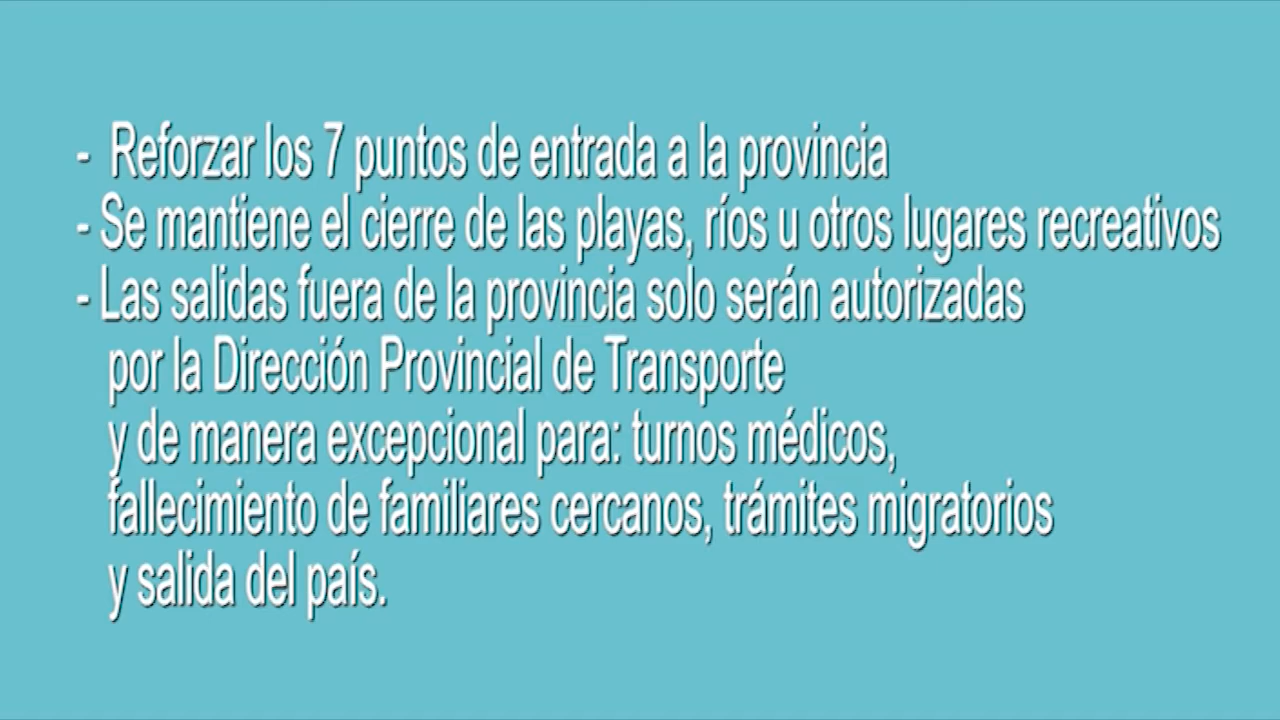 - Reforzar los 7 puntos de entrada a la provincia
- Se mantiene el cierre de las playas, ríos u otros lugares recreativos
- Las salidas fuera de la provincia solo serán autorizadas
por la Dirección Provincial de Transporte
y de manera excepcional para: turnos médicos,
fallecimiento de familiares cercanos, trámites migratorios
y salida del país.